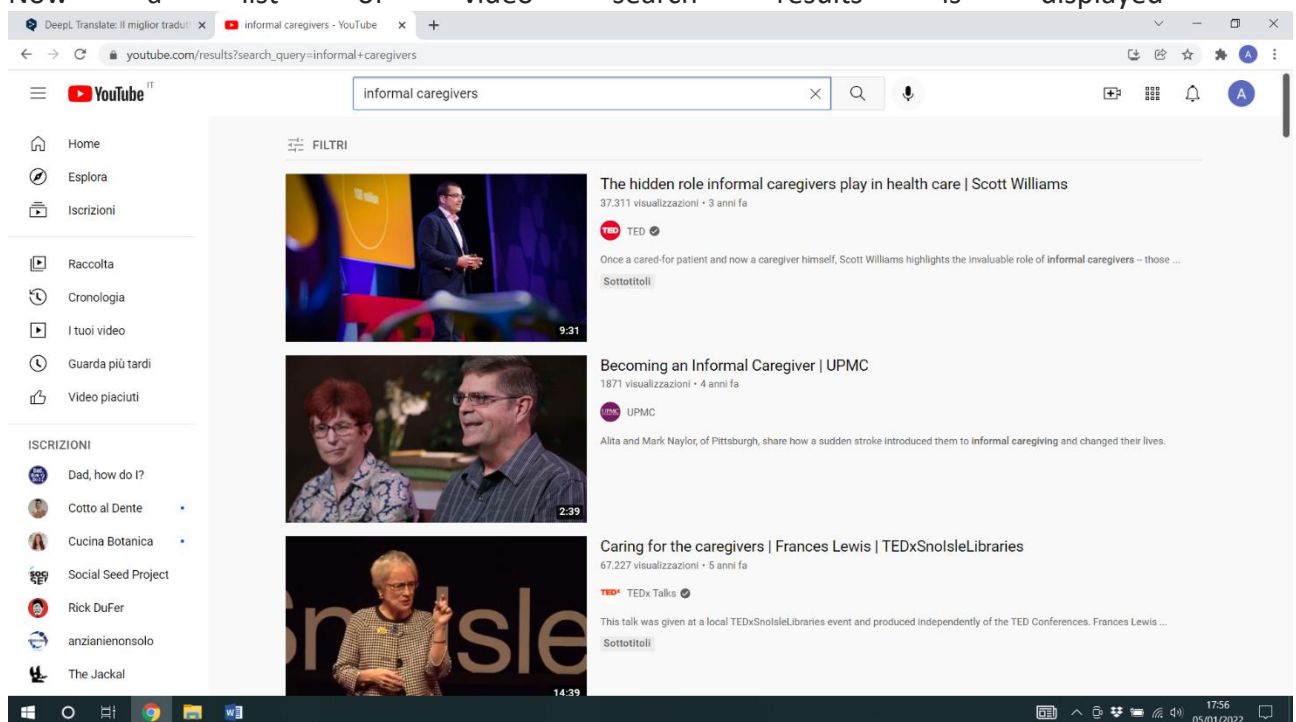 Now a list of video search results is displayed
DeepL Translate: Il miglior tradut
informal caregivers - YouTube
youtube.com/results?search_query=informal+caregivers
A
YouTube IT
informal caregivers
A
Home
Esplora
Iscrizioni
Raccolta
Cronologia
I tuoi video
Guarda più tardi
Video piaciuti
ISCRIZIONI
Dad, how do I?
Cotto al Dente
Cucina Botanica
Social Seed Project
Rick DuFer
anzianienonsolo
The Jackal
FILTRI
9:31
The hidden role informal caregivers play in health care | Scott Williams
37.311 visualizzazioni • 3 anni fa
TED TED
Once a cared-for patient and now a caregiver himself, Scott Williams highlights the invaluable role of informal caregivers – those ...
Sottotitoli
2:39
Becoming an Informal Caregiver | UPMC
1871 visualizzazioni • 4 anni fa
UPMC UPMC
Alita and Mark Naylor, of Pittsburgh, share how a sudden stroke introduced them to informal caregiving and changed their lives.
14:39
Caring for the caregivers | Frances Lewis | TEDxSnoIsleLibraries
67.227 visualizzazioni • 5 anni fa
TEDx TEDx Talks
This talk was given at a local TEDxSnoIsleLibraries event and produced independently of the TED Conferences. Frances Lewis ...
Sottotitoli
17:56
05/01/2022